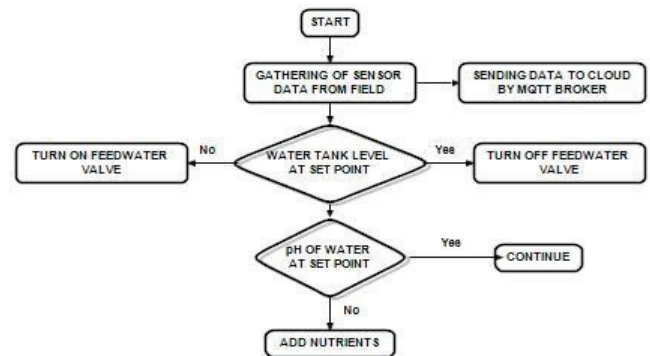 START
GATHERING OF SENSOR
DATA FROM FIELD
SENDING DATA TO CLOUD
BY MQTT BROKER
No
Yes
TURN ON FEEDWATER
VALVE
WATER TANK LEVEL
AT SET POINT
TURN OFF FEEDWATER
VALVE
pH OF WATER
AT SET POINT
Yes
CONTINUE
No
ADD NUTRIENTS